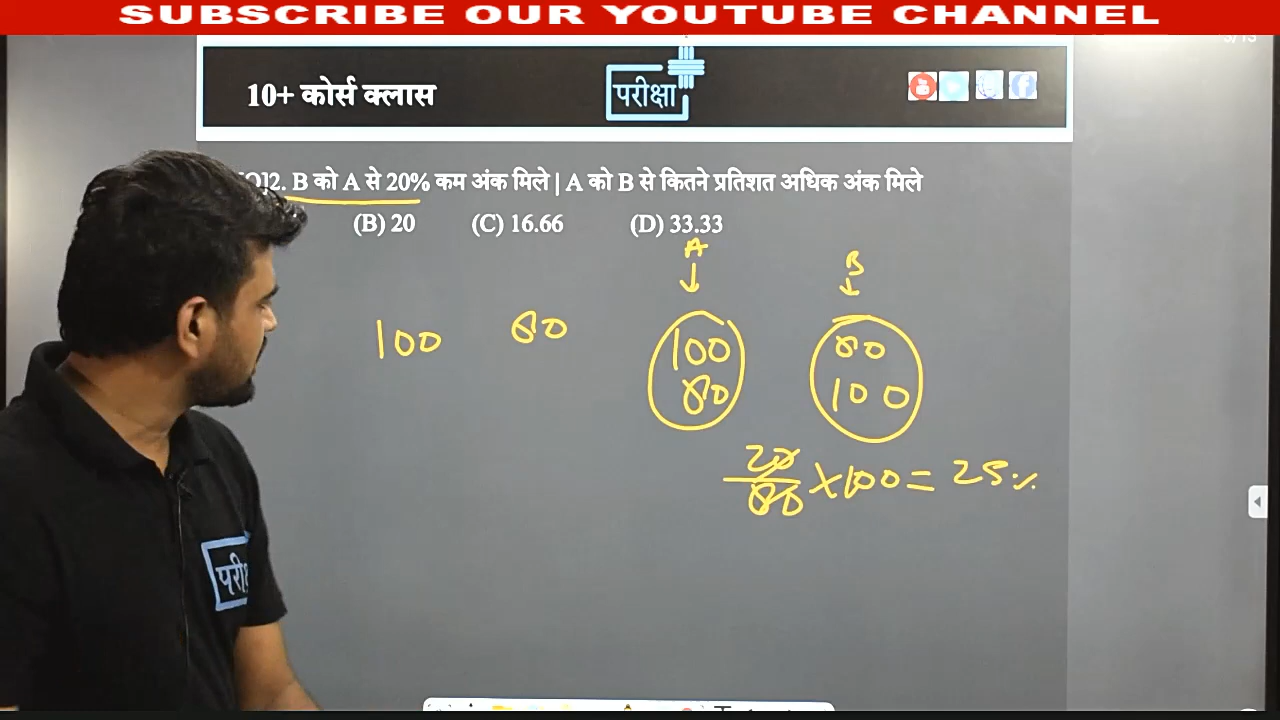 SUBSCRIBE OUR YOUTUBE CHANNEL
10+ कोर्स क्लास
परीक्षा
2. B को A से 20% कम अंक मिले | A को B से कितने प्रतिशत अधिक अंक मिले
(B) 20 (C) 16.66 (D) 33.33
A B
100 80 100 80
80 100
20/80 × 100 = 25%